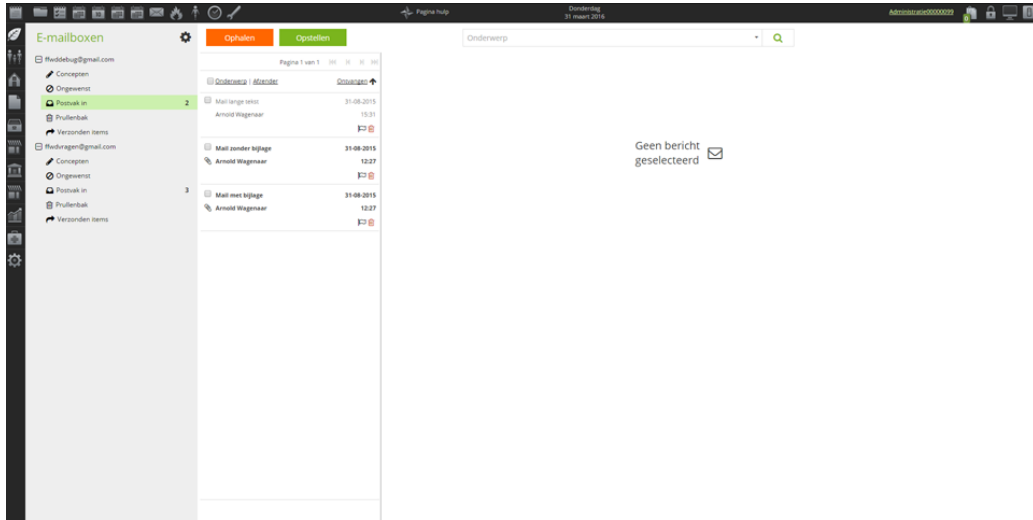 Pagina hulp
Donderdag
31 maart 2016
Administratie00000099
E-mailboxen
Ophalen
Opstellen
Onderwerp
ffwddebug@gmail.com
Concepten
Ongewenst
Postvak in 2
Prullenbak
Verzonden items
ffwdvragen@gmail.com
Concepten
Ongewenst
Postvak in 3
Prullenbak
Verzonden items
Pagina 1 van 1
Onderwerp | Afzender Ontvangen
Mail lange tekst 31-08-2015
Arnold Wagenaar 15:31
Mail zonder bijlage 31-08-2015
Arnold Wagenaar 12:27
Mail met bijlage 31-08-2015
Arnold Wagenaar 12:27
Geen bericht
geselecteerd